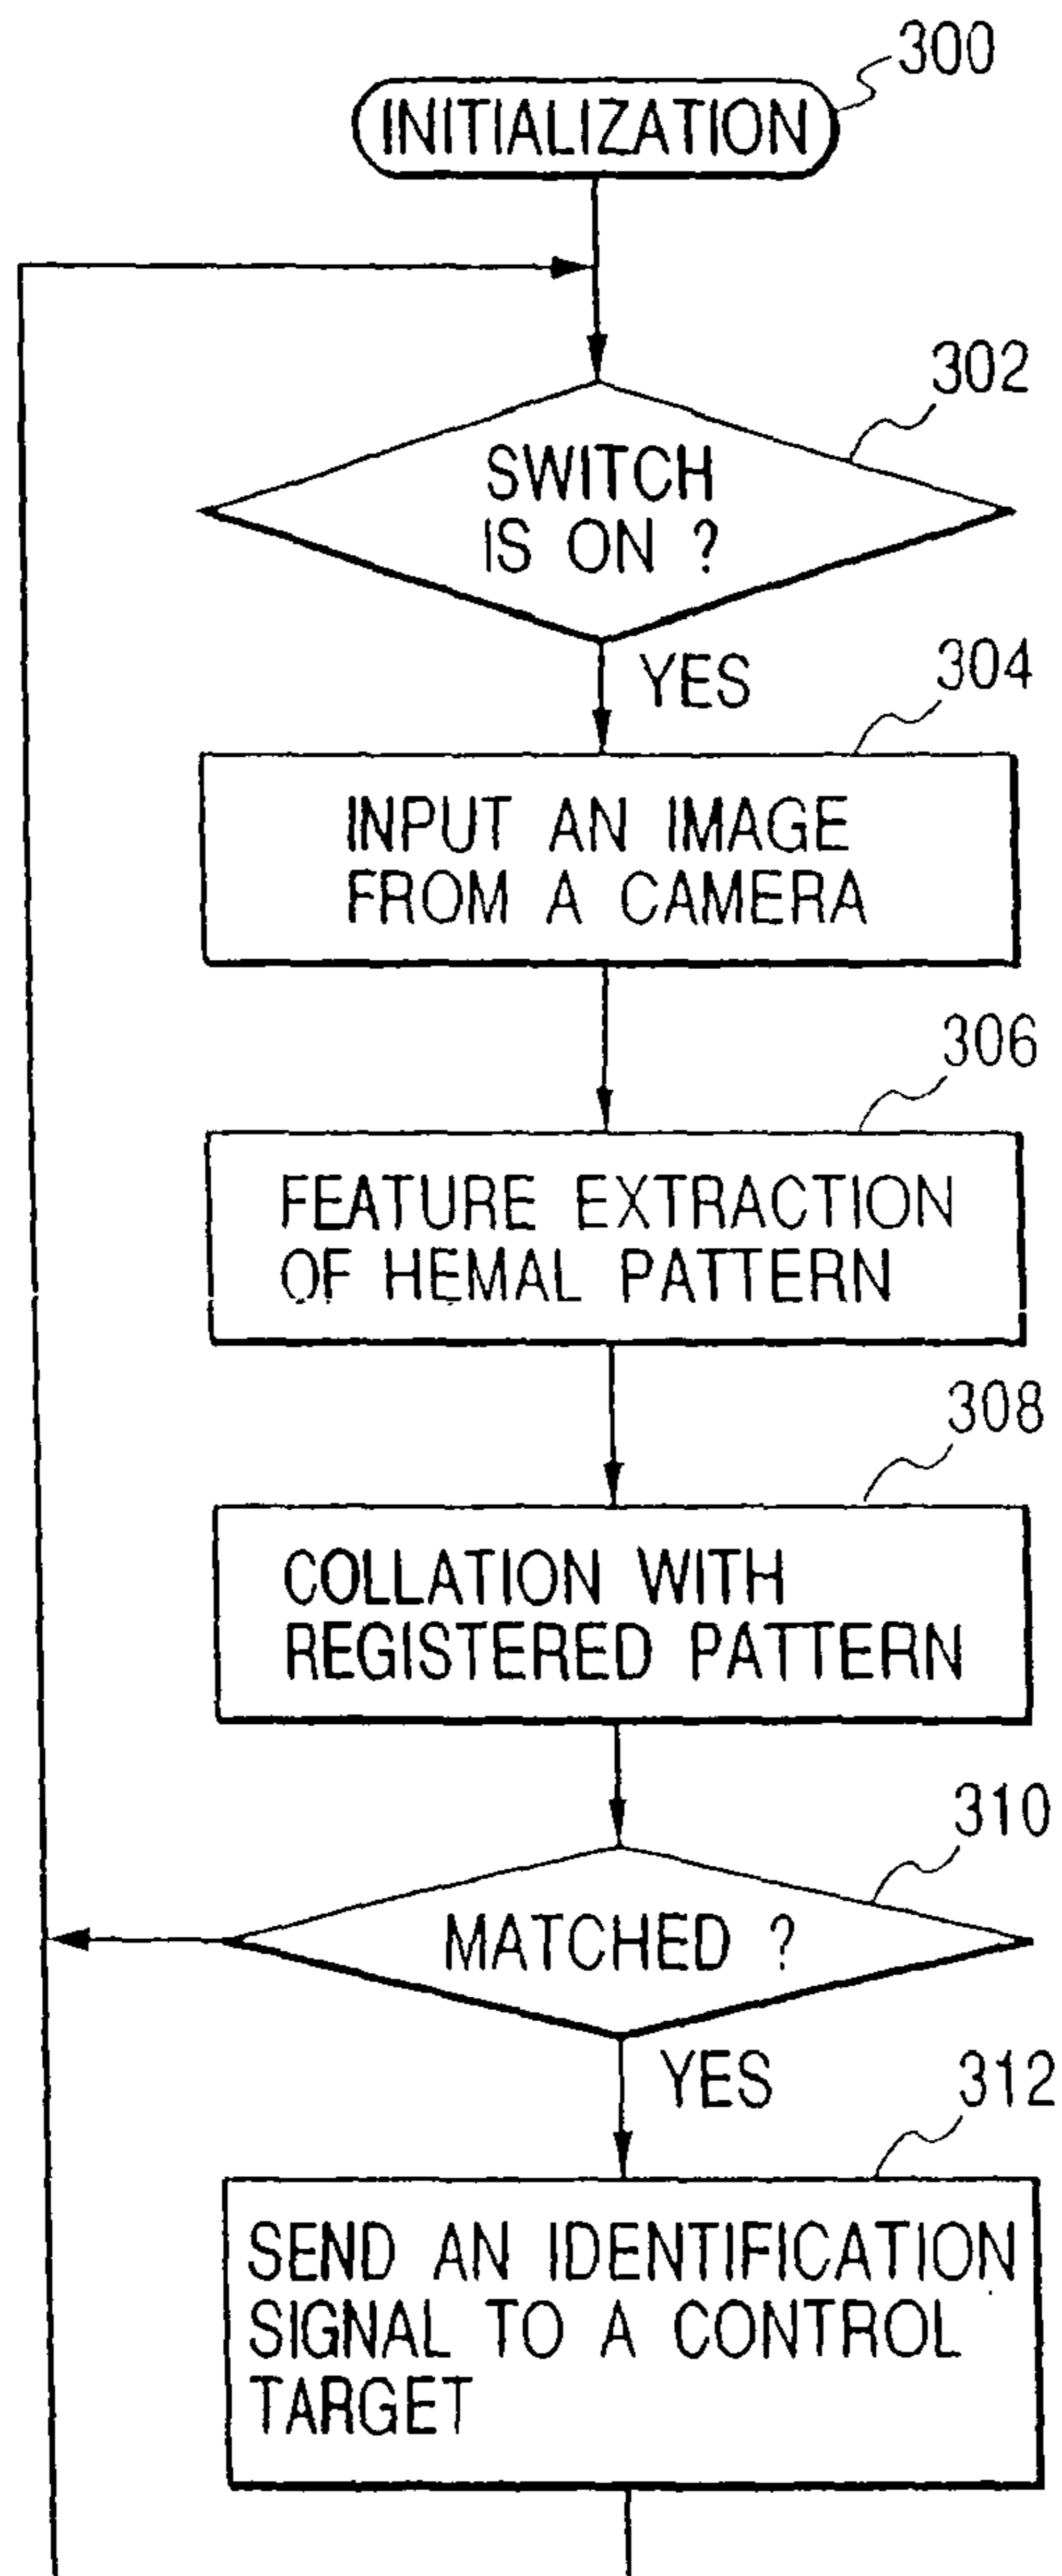 300
INITIALIZATION
302
SWITCH
IS ON ?
YES
304
INPUT AN IMAGE
FROM A CAMERA
306
FEATURE EXTRACTION
OF HEMAL PATTERN
308
COLLATION WITH
REGISTERED PATTERN
310
MATCHED ?
YES
312
SEND AN IDENTIFICATION
SIGNAL TO A CONTROL
TARGET